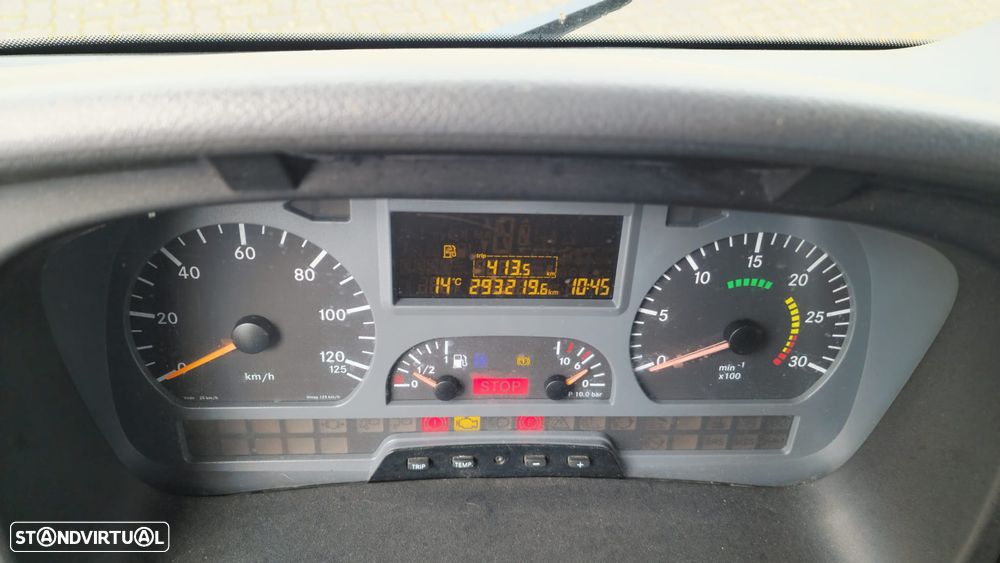 0 20 40 60 80 100 120 125
km/h
trip
413.5 km
14°C 293.219.6 km 10:45
0 5 10 15 20 25 30
min⁻¹
x100
0 1/2
STOP
10 6 0
P 10.0 bar
TRIP TEMP. − +
STANDVIRTUAL